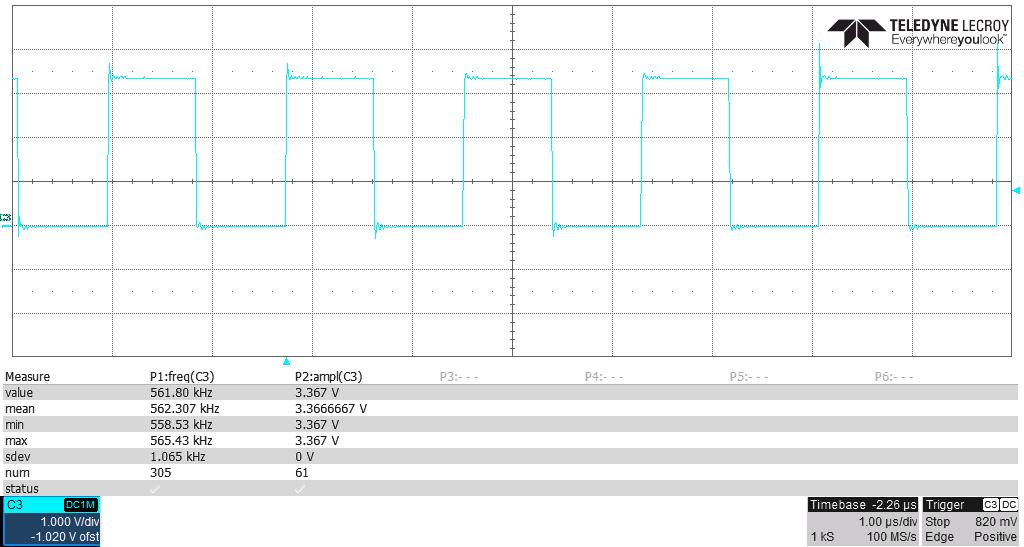 TELEDYNE LECROY
Everywhereyoulook™
C3
Measure P1:freq(C3) P2:ampl(C3) P3:- - - P4:- - - P5:- - - P6:- - -
value 561.80 kHz 3.367 V
mean 562.307 kHz 3.3666667 V
min 558.53 kHz 3.367 V
max 565.43 kHz 3.367 V
sdev 1.065 kHz 0 V
num 305 61
status
C3 DC1M
1.000 V/div
-1.020 V ofst
Timebase -2.26 µs
1.00 µs/div
1 kS 100 MS/s
Trigger C3 DC
Stop 820 mV
Edge Positive